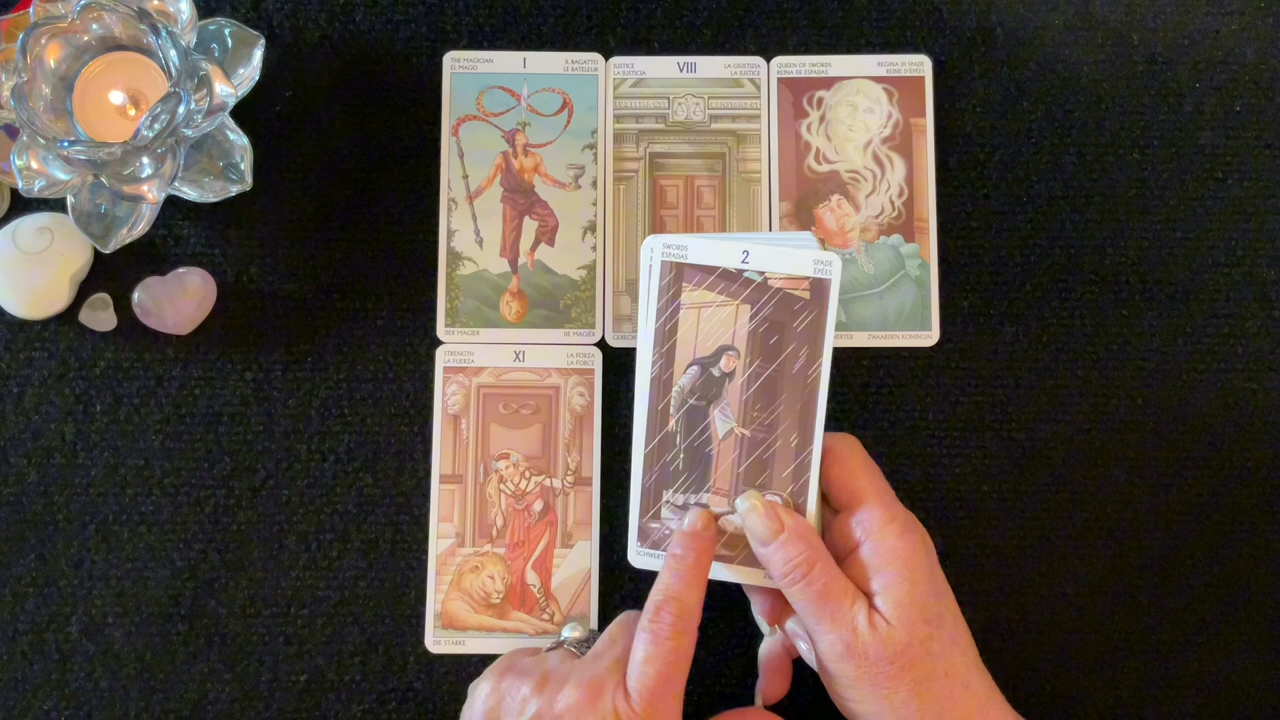 THE MAGICIAN
EL MAGO
I
IL BAGATTO
LE BATELEUR
DER MAGIER
DE MAGIËR
JUSTICE
LA JUSTICIA
VIII
LA GIUSTIZIA
LA JUSTICE
QUEEN OF SWORDS
REINA DE ESPADAS
REGINA DI SPADE
REINE D'ÉPÉES
ZWAARDEN KONINGIN
STRENGTH
LA FUERZA
XI
LA FORZA
LA FORCE
DIE STÄRKE
SWORDS
ESPADAS
2
SPADE
ÉPÉES